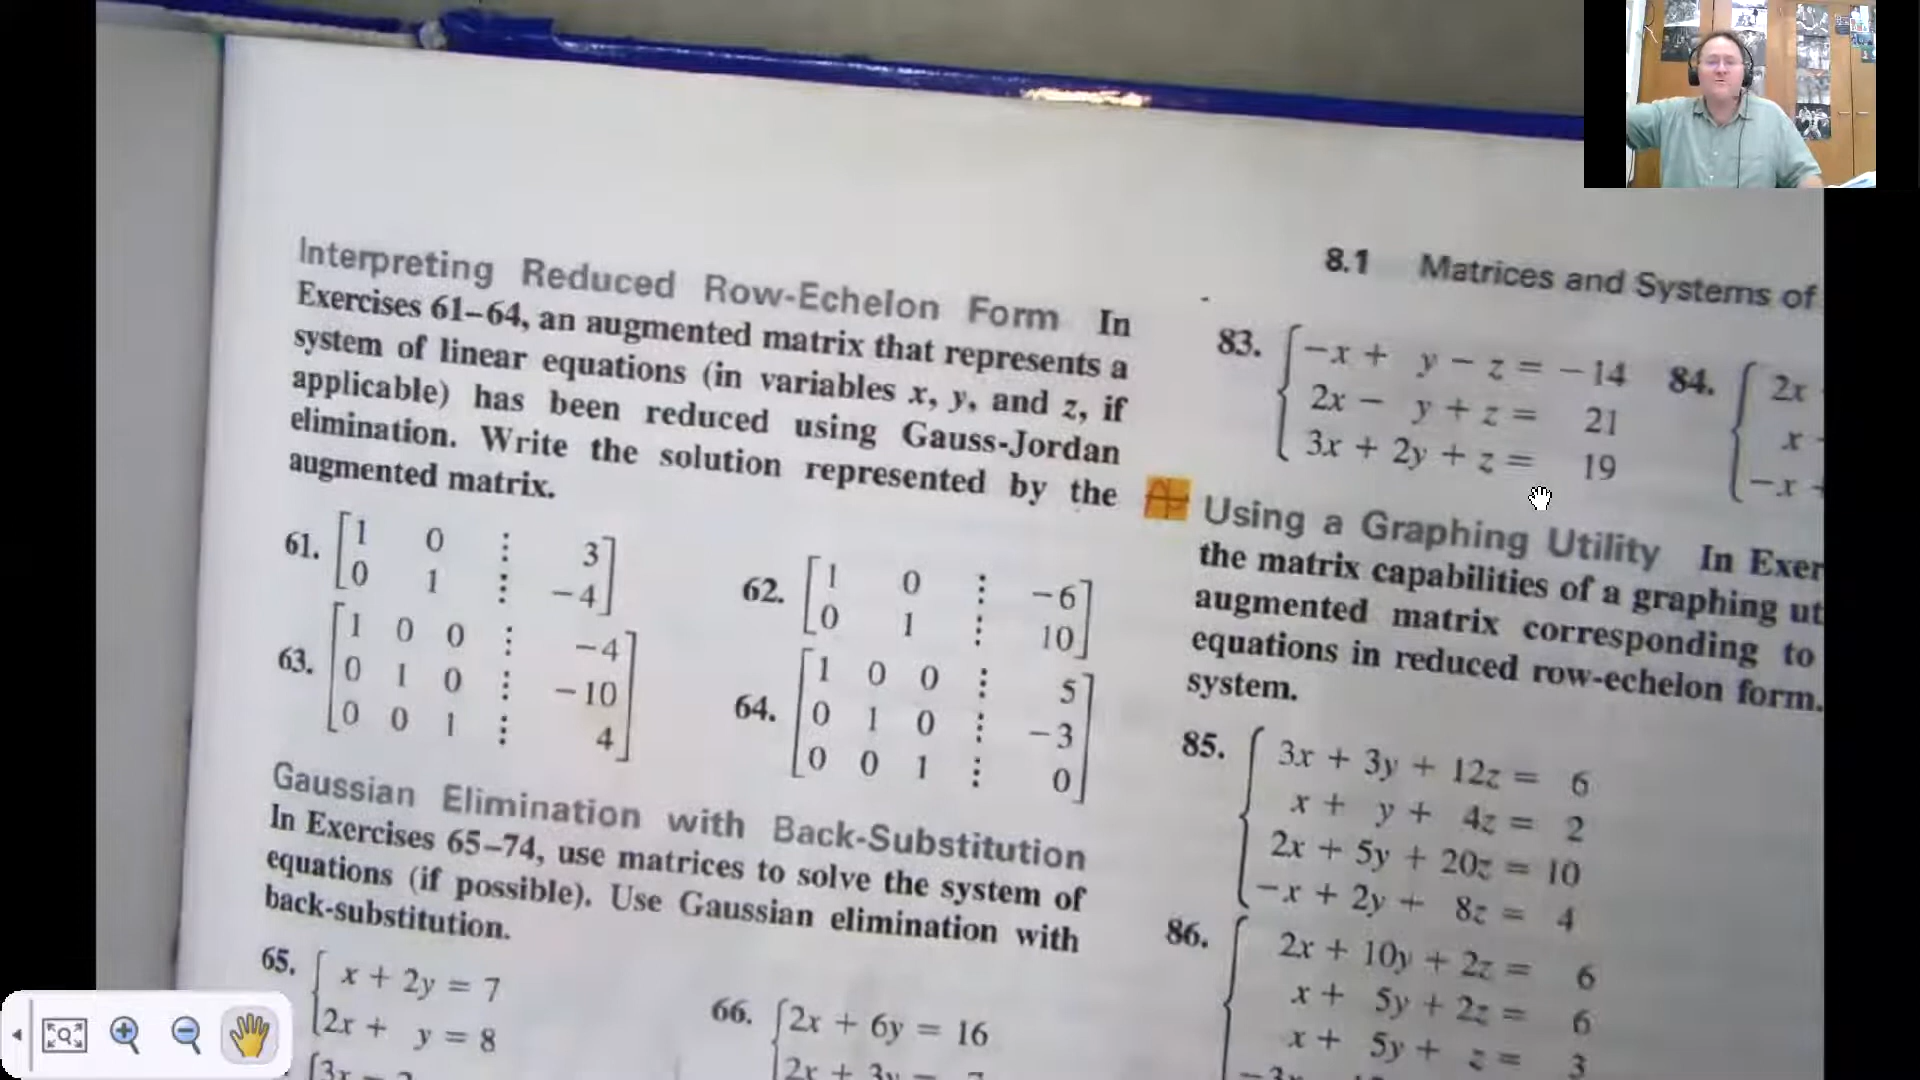 Interpreting Reduced Row-Echelon Form In
Exercises 61–64, an augmented matrix that represents a
system of linear equations (in variables x, y, and z, if
applicable) has been reduced using Gauss-Jordan
elimination. Write the solution represented by the
augmented matrix.
61. [1 0 ⋮ 3]
[0 1 ⋮ −4]
62. [1 0 ⋮ −6]
[0 1 ⋮ 10]
63. [1 0 0 ⋮ −4]
[0 1 0 ⋮ −10]
[0 0 1 ⋮ 4]
64. [1 0 0 ⋮ 5]
[0 1 0 ⋮ −3]
[0 0 1 ⋮ 0]
Gaussian Elimination with Back-Substitution
In Exercises 65–74, use matrices to solve the system of
equations (if possible). Use Gaussian elimination with
back-substitution.
65. { x + 2y = 7
2x + y = 8
66. { 2x + 6y = 16
2x + 3y =
8.1 Matrices and Systems of
83. { −x + y − z = −14
2x − y + z = 21
3x + 2y + z = 19
84. { 2x
x −
−x +
Using a Graphing Utility In Exer
the matrix capabilities of a graphing ut
augmented matrix corresponding to
equations in reduced row-echelon form.
system.
85. { 3x + 3y + 12z = 6
x + y + 4z = 2
2x + 5y + 20z = 10
−x + 2y + 8z = 4
86. { 2x + 10y + 2z = 6
x + 5y + 2z = 6
x + 5y + z = 3